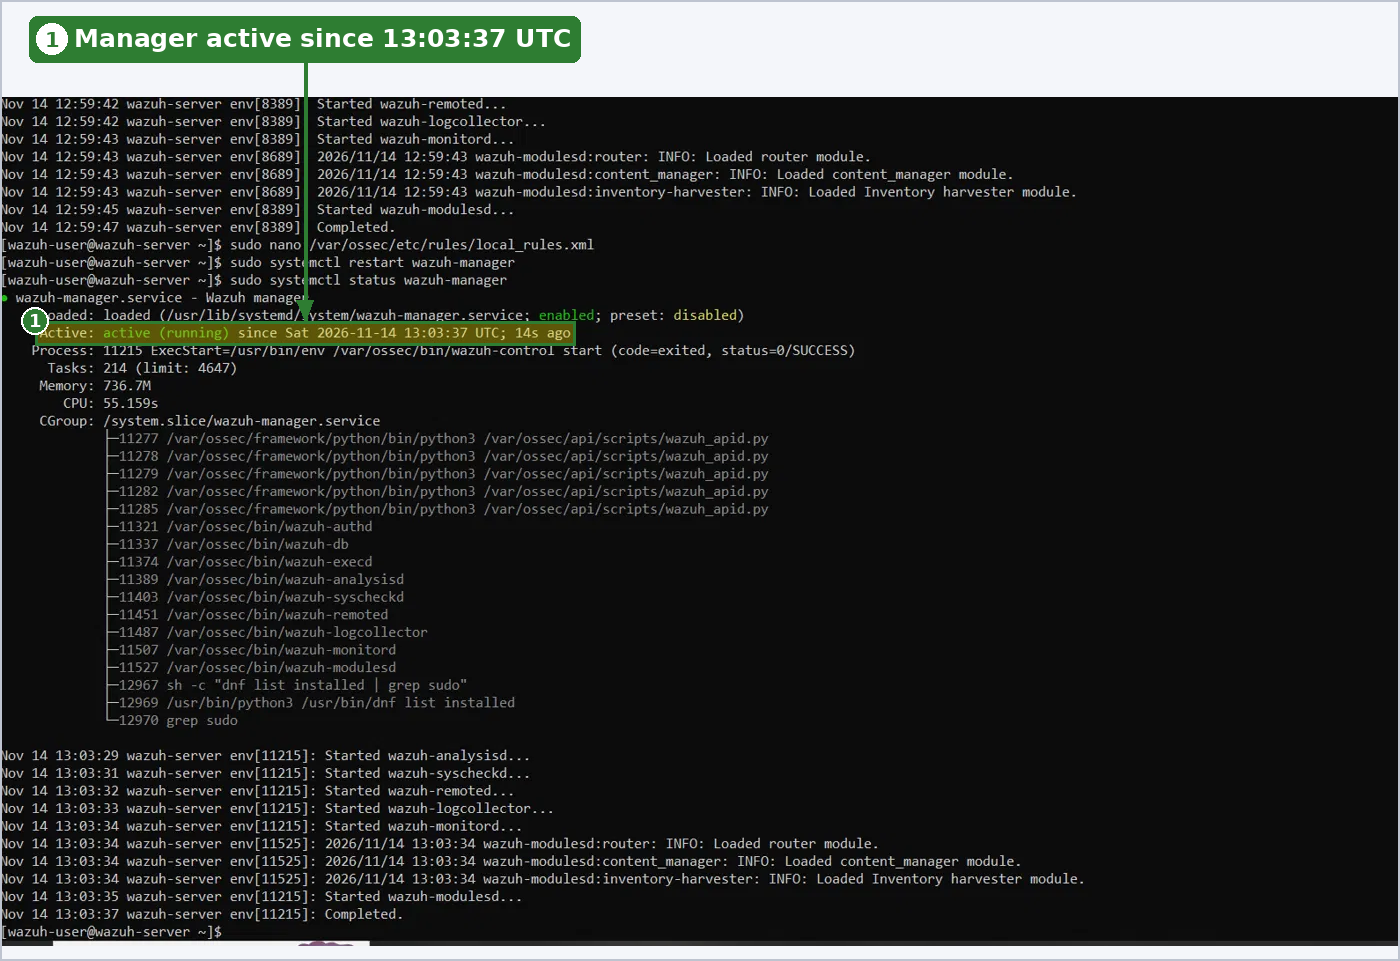 1 Manager active since 13:03:37 UTC
Nov 14 12:59:42 wazuh-server env[8389] Started wazuh-remoted...
Nov 14 12:59:42 wazuh-server env[8389] Started wazuh-logcollector...
Nov 14 12:59:43 wazuh-server env[8389] Started wazuh-monitord...
Nov 14 12:59:43 wazuh-server env[8689] 2026/11/14 12:59:43 wazuh-modulesd:router: INFO: Loaded router module.
Nov 14 12:59:43 wazuh-server env[8689] 2026/11/14 12:59:43 wazuh-modulesd:content_manager: INFO: Loaded content_manager module.
Nov 14 12:59:43 wazuh-server env[8689] 2026/11/14 12:59:43 wazuh-modulesd:inventory-harvester: INFO: Loaded Inventory harvester module.
Nov 14 12:59:45 wazuh-server env[8389] Started wazuh-modulesd...
Nov 14 12:59:47 wazuh-server env[8389] Completed.
[wazuh-user@wazuh-server ~]$ sudo nano /var/ossec/etc/rules/local_rules.xml
[wazuh-user@wazuh-server ~]$ sudo systemctl restart wazuh-manager
[wazuh-user@wazuh-server ~]$ sudo systemctl status wazuh-manager
● wazuh-manager.service - Wazuh manager
Loaded: loaded (/usr/lib/systemd/system/wazuh-manager.service; enabled; preset: disabled)
1 Active: active (running) since Sat 2026-11-14 13:03:37 UTC; 14s ago
Process: 11215 ExecStart=/usr/bin/env /var/ossec/bin/wazuh-control start (code=exited, status=0/SUCCESS)
Tasks: 214 (limit: 4647)
Memory: 736.7M
CPU: 55.159s
CGroup: /system.slice/wazuh-manager.service
├─11277 /var/ossec/framework/python/bin/python3 /var/ossec/api/scripts/wazuh_apid.py
├─11278 /var/ossec/framework/python/bin/python3 /var/ossec/api/scripts/wazuh_apid.py
├─11279 /var/ossec/framework/python/bin/python3 /var/ossec/api/scripts/wazuh_apid.py
├─11282 /var/ossec/framework/python/bin/python3 /var/ossec/api/scripts/wazuh_apid.py
├─11285 /var/ossec/framework/python/bin/python3 /var/ossec/api/scripts/wazuh_apid.py
├─11321 /var/ossec/bin/wazuh-authd
├─11337 /var/ossec/bin/wazuh-db
├─11374 /var/ossec/bin/wazuh-execd
├─11389 /var/ossec/bin/wazuh-analysisd
├─11403 /var/ossec/bin/wazuh-syscheckd
├─11451 /var/ossec/bin/wazuh-remoted
├─11487 /var/ossec/bin/wazuh-logcollector
├─11507 /var/ossec/bin/wazuh-monitord
├─11527 /var/ossec/bin/wazuh-modulesd
├─12967 sh -c "dnf list installed | grep sudo"
├─12969 /usr/bin/python3 /usr/bin/dnf list installed
└─12970 grep sudo
Nov 14 13:03:29 wazuh-server env[11215]: Started wazuh-analysisd...
Nov 14 13:03:31 wazuh-server env[11215]: Started wazuh-syscheckd...
Nov 14 13:03:32 wazuh-server env[11215]: Started wazuh-remoted...
Nov 14 13:03:33 wazuh-server env[11215]: Started wazuh-logcollector...
Nov 14 13:03:34 wazuh-server env[11215]: Started wazuh-monitord...
Nov 14 13:03:34 wazuh-server env[11525]: 2026/11/14 13:03:34 wazuh-modulesd:router: INFO: Loaded router module.
Nov 14 13:03:34 wazuh-server env[11525]: 2026/11/14 13:03:34 wazuh-modulesd:content_manager: INFO: Loaded content_manager module.
Nov 14 13:03:34 wazuh-server env[11525]: 2026/11/14 13:03:34 wazuh-modulesd:inventory-harvester: INFO: Loaded Inventory harvester module.
Nov 14 13:03:35 wazuh-server env[11215]: Started wazuh-modulesd...
Nov 14 13:03:37 wazuh-server env[11215]: Completed.
[wazuh-user@wazuh-server ~]$